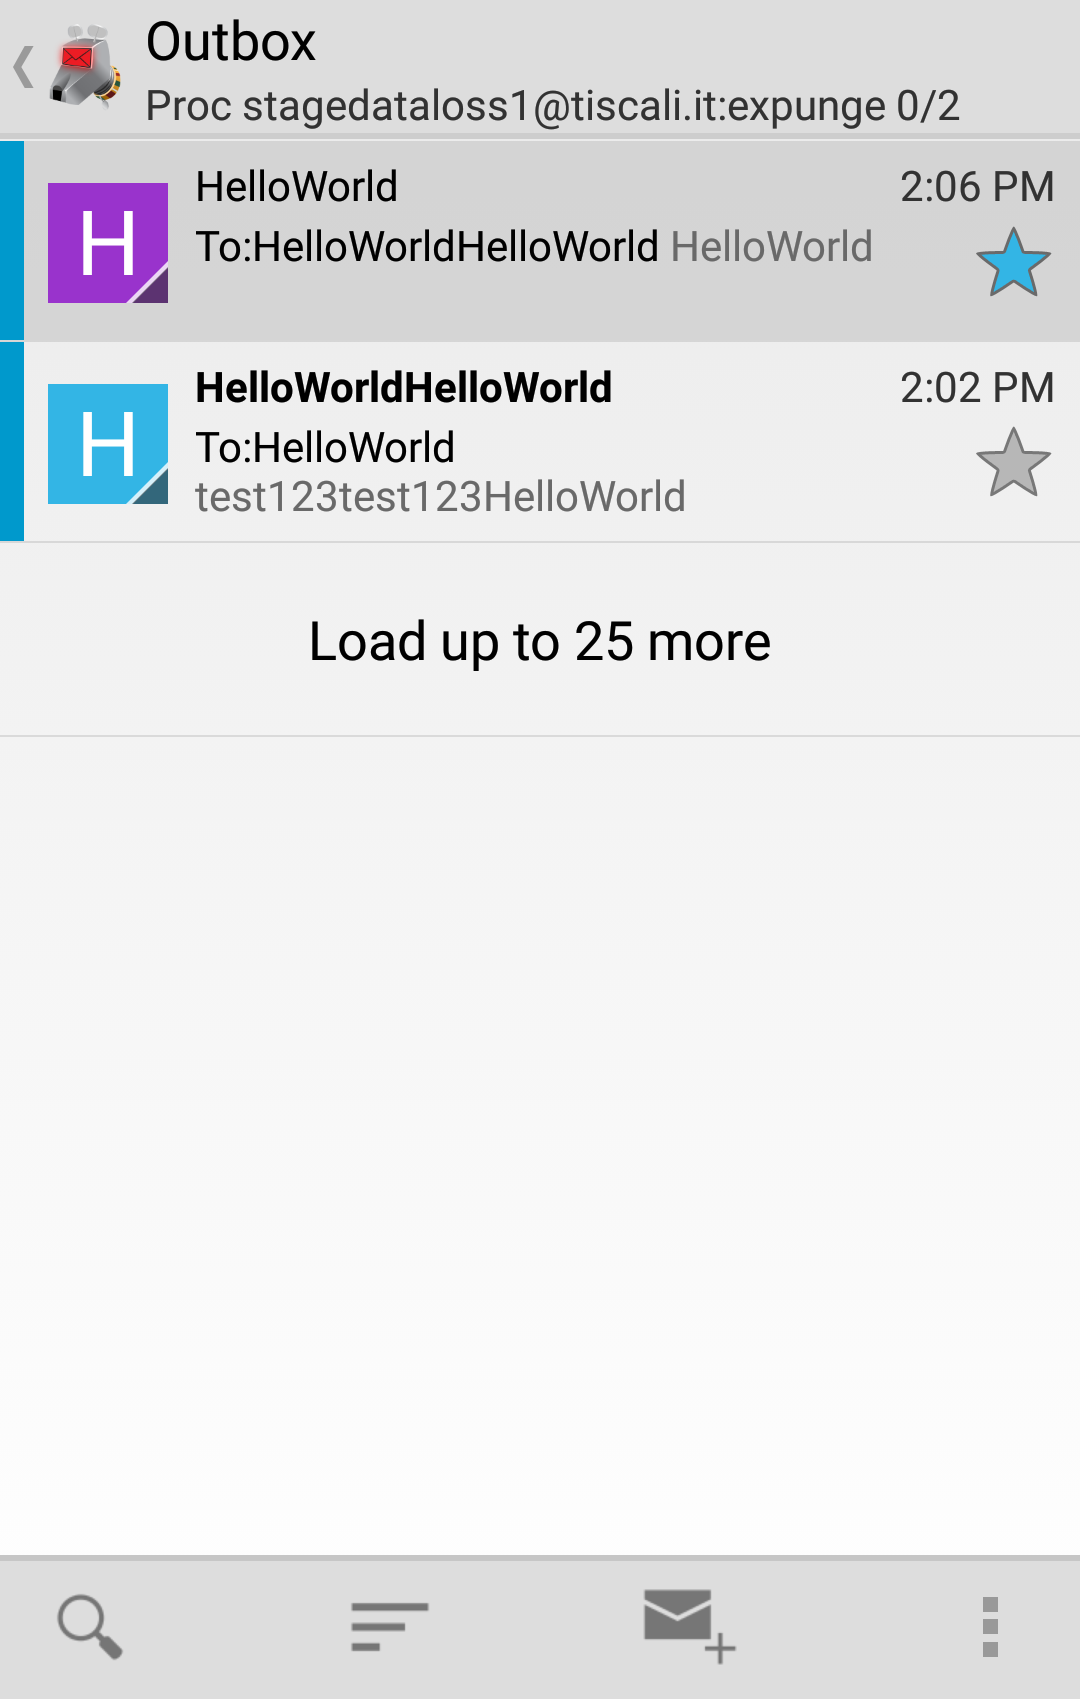 Outbox
Proc stagedataloss1@tiscali.it:expunge 0/2
H
HelloWorld
2:06 PM
To:HelloWorldHelloWorld HelloWorld
H
HelloWorldHelloWorld
2:02 PM
To:HelloWorld
test123test123HelloWorld
Load up to 25 more